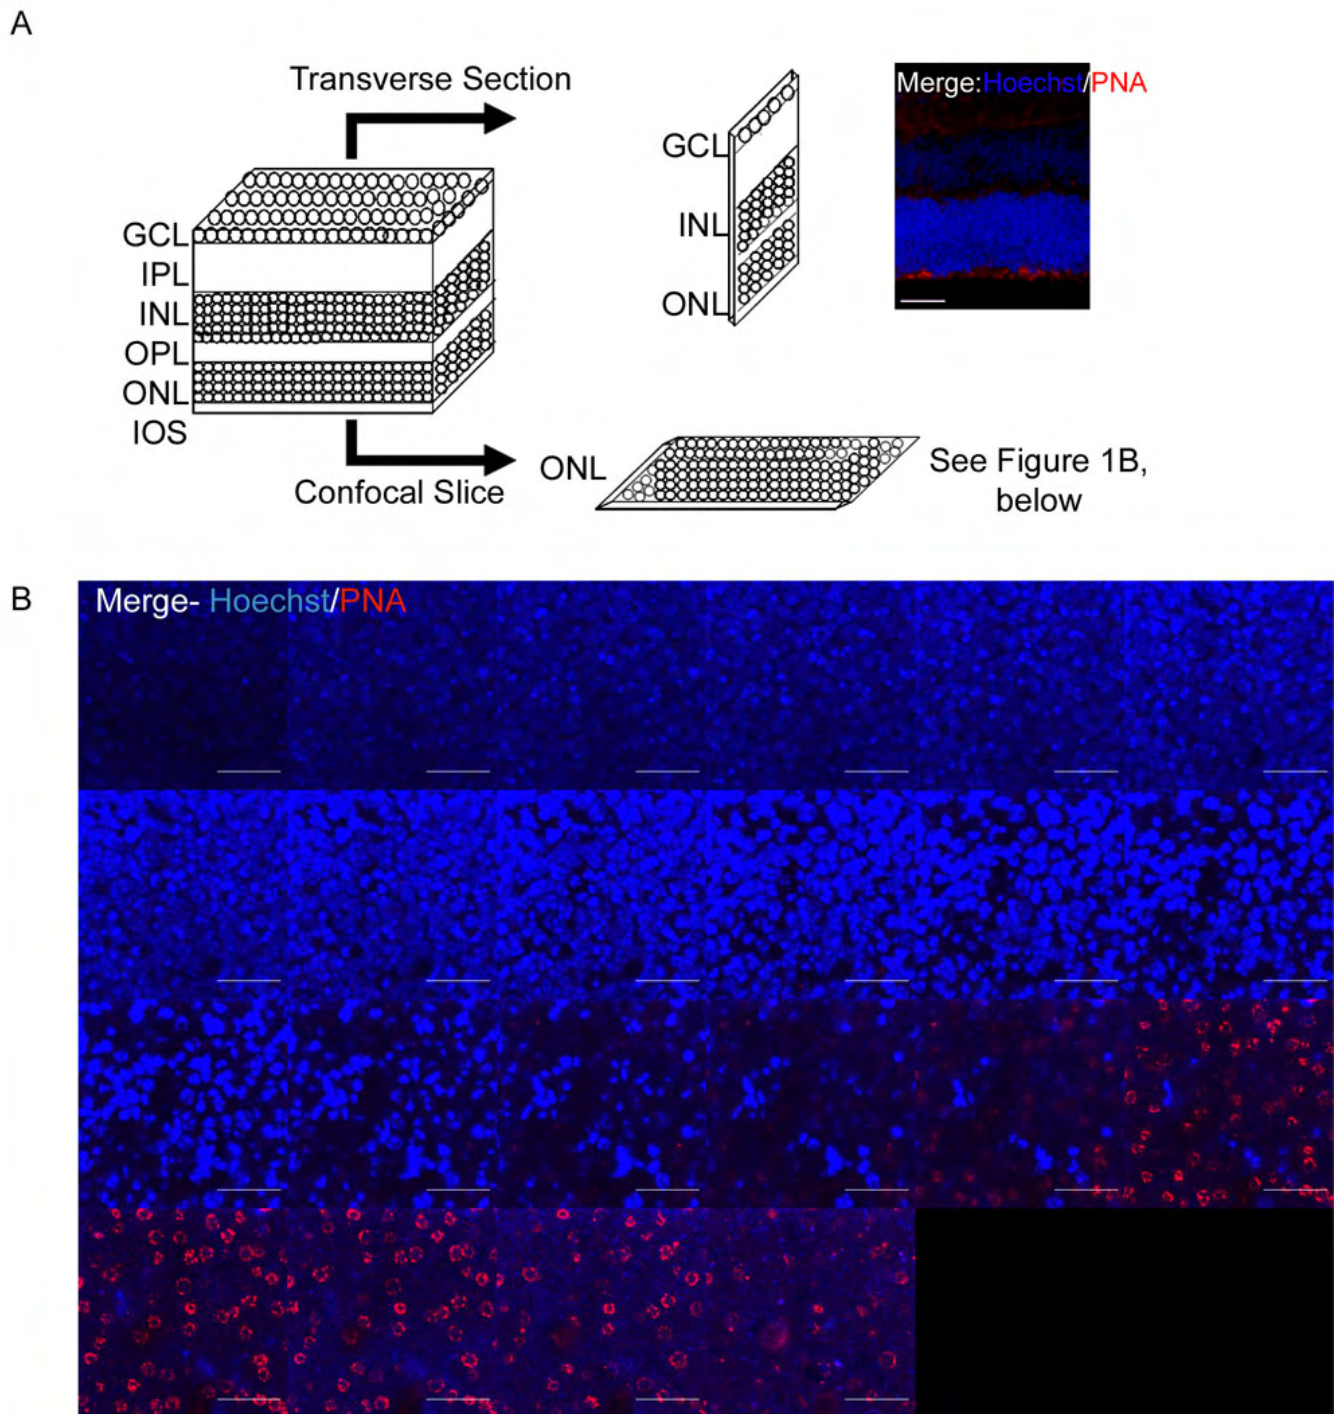 A
Transverse Section
GCL
IPL
INL
OPL
ONL
IOS
GCL
INL
ONL
Merge:Hoechst/PNA
Confocal Slice
ONL
See Figure 1B,
below
B
Merge- Hoechst/PNA